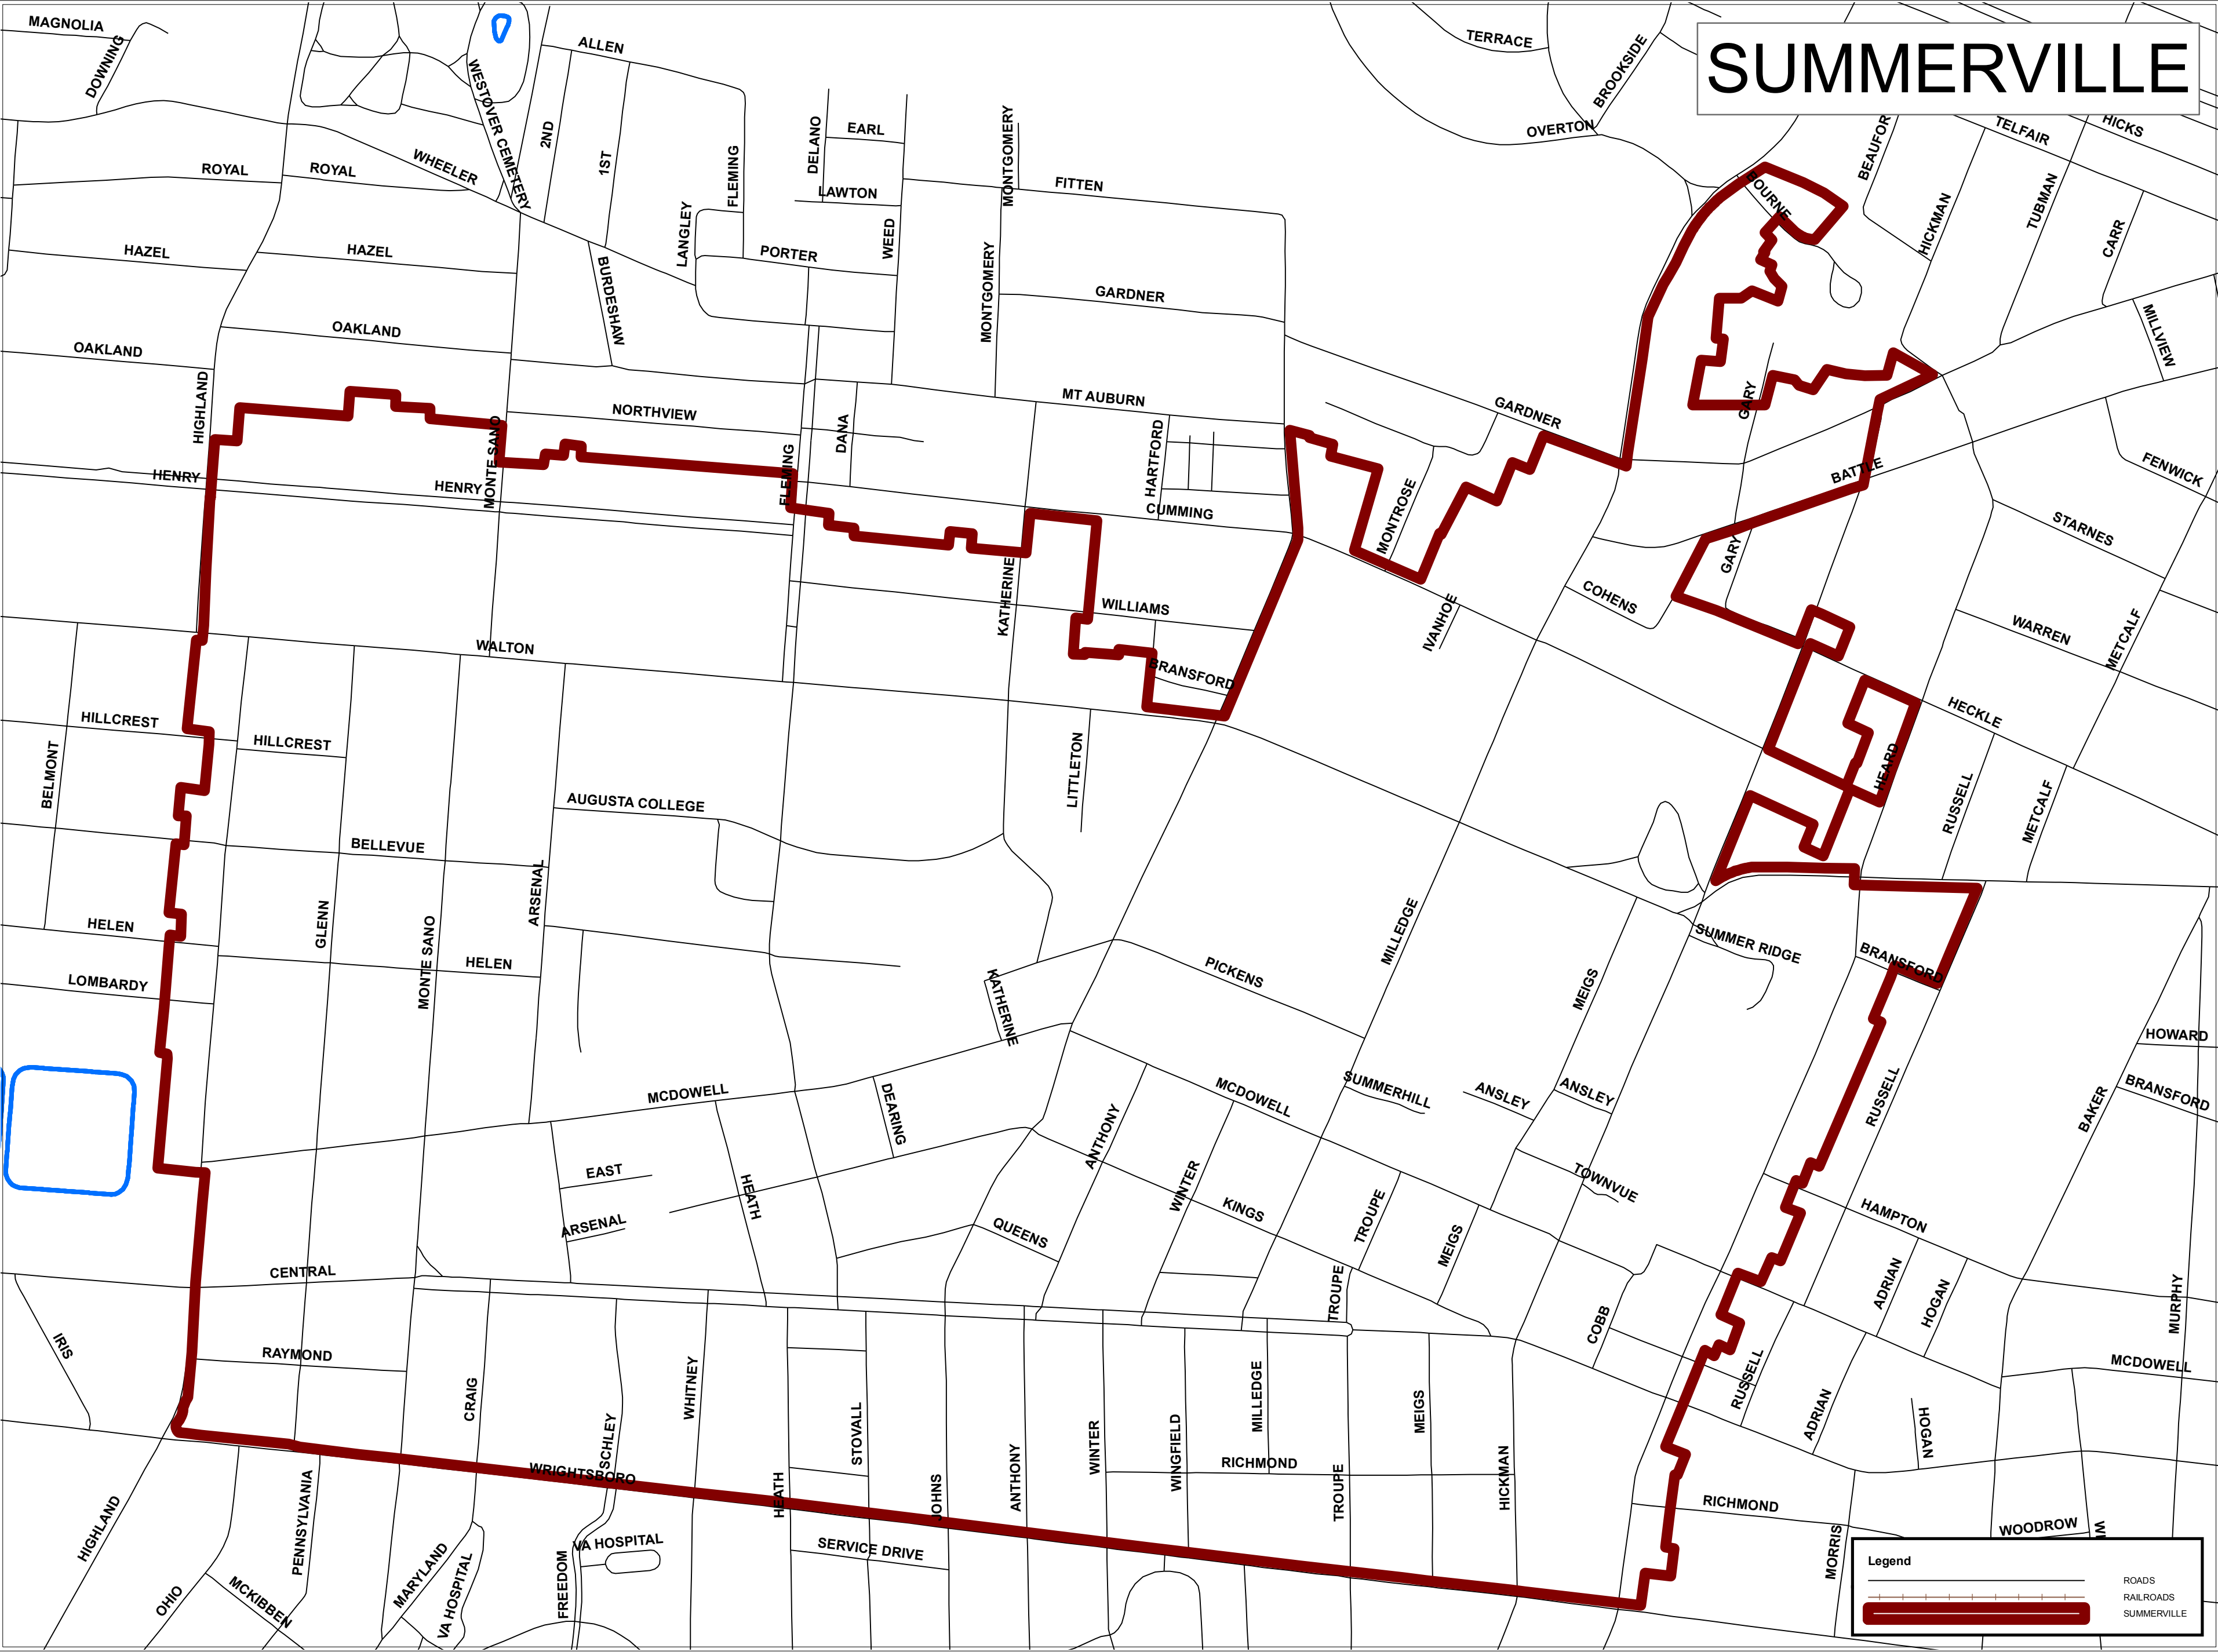 SUMMERVILLE
MAGNOLIA
DOWNING
ALLEN
TERRACE
BROOKSIDE
OVERTON
WESTOVER CEMETERY
2ND
1ST
FLEMING
DELANO
EARL
MONTGOMERY
BEAUFOR
TELFAIR
HICKS
ROYAL
ROYAL
WHEELER
LAWTON
FITTEN
BOURNE
HICKMAN
TUBMAN
CARR
HAZEL
HAZEL
BURDESHAW
LANGLEY
PORTER
WEED
MONTGOMERY
GARDNER
OAKLAND
OAKLAND
MILLVIEW
HIGHLAND
NORTHVIEW
DANA
MT AUBURN
HARTFORD
GARDNER
GARY
HENRY
HENRY
MONTE SANO
FLEMING
CUMMING
MONTROSE
BATTLE
FENWICK
STARNES
GARY
WALTON
KATHERINE
WILLIAMS
BRANSFORD
IVANHOE
COHENS
WARREN
METCALF
HECKLE
HILLCREST
HILLCREST
BELMONT
LITTLETON
HEARD
RUSSELL
METCALF
AUGUSTA COLLEGE
BELLEVUE
ARSENAL
HELEN
GLENN
MONTE SANO
HELEN
LOMBARDY
KATHERINE
PICKENS
MILLEDGE
MEIGS
SUMMER RIDGE
BRANSFORD
HOWARD
BRANSFORD
BAKER
RUSSELL
MCDOWELL
DEARING
ANTHONY
MCDOWELL
SUMMERHILL
ANSLEY
ANSLEY
EAST
ARSENAL
HEATH
QUEENS
WINTER
KINGS
TROUPE
MEIGS
TOWNVUE
HAMPTON
CENTRAL
TROUPE
COBB
ADRIAN
HOGAN
MURPHY
IRIS
RAYMOND
CRAIG
WHITNEY
MILLEDGE
MEIGS
RUSSELL
MCDOWELL
SCHLEY
STOVALL
WINTER
WINGFIELD
ADRIAN
HOGAN
WRIGHTSBORO
HEATH
JOHNS
ANTHONY
RICHMOND
TROUPE
HICKMAN
RICHMOND
HIGHLAND
PENNSYLVANIA
OHIO
MCKIBBEN
MARYLAND
VA HOSPITAL
FREEDOM
VA HOSPITAL
SERVICE DRIVE
MORRIS
WOODROW
Legend
ROADS
RAILROADS
SUMMERVILLE